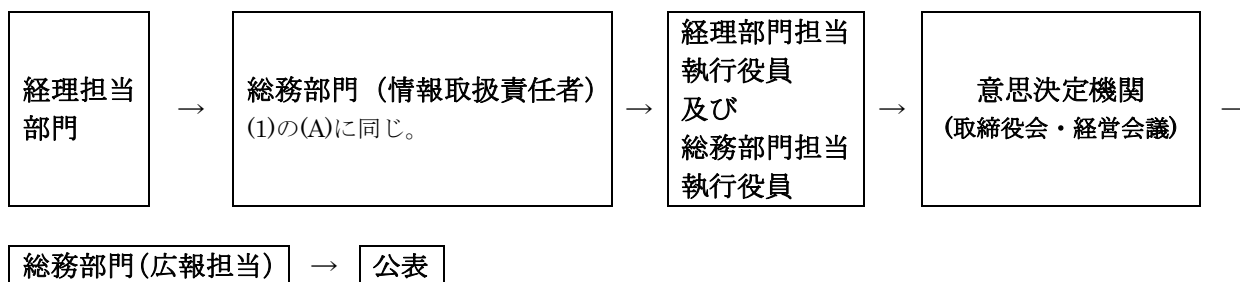 経理担当
部門
→
総務部門（情報取扱責任者）
(1)の(A)に同じ。
→
経理部門担当
執行役員
及び
総務部門担当
執行役員
→
意思決定機関
(取締役会・経営会議)
総務部門(広報担当) → 公表